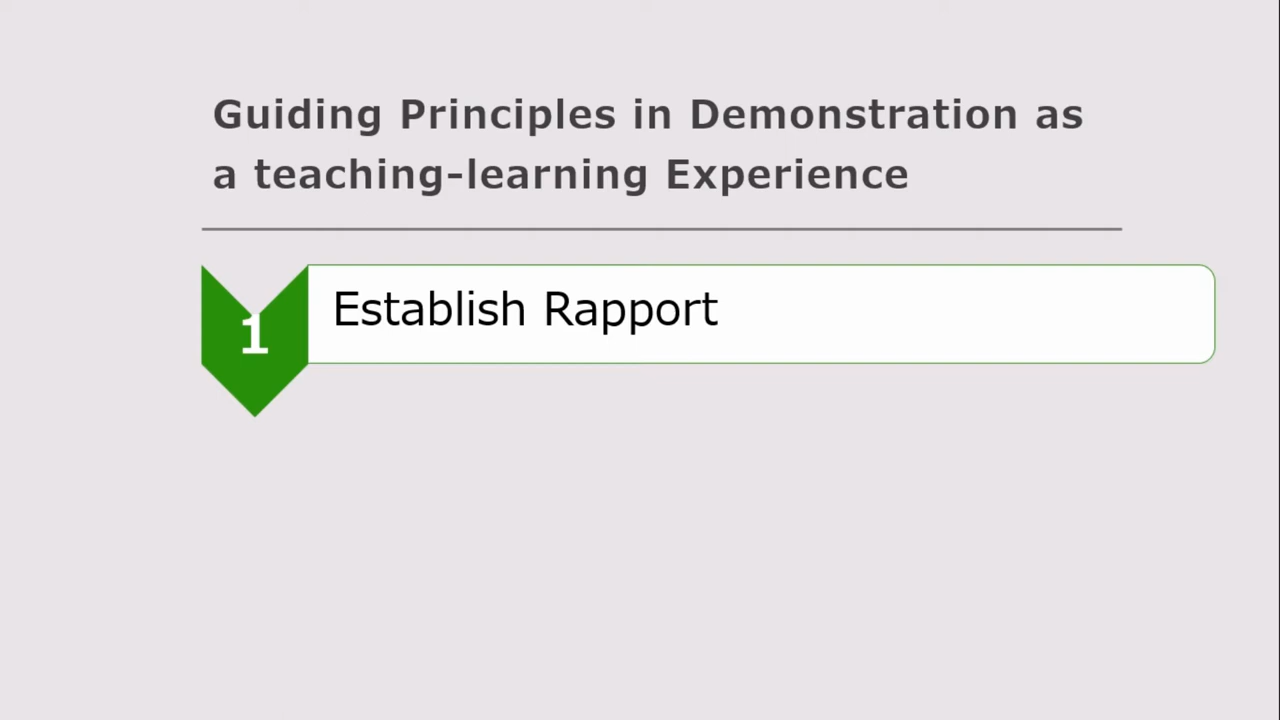 Guiding Principles in Demonstration as
a teaching-learning Experience
1
Establish Rapport